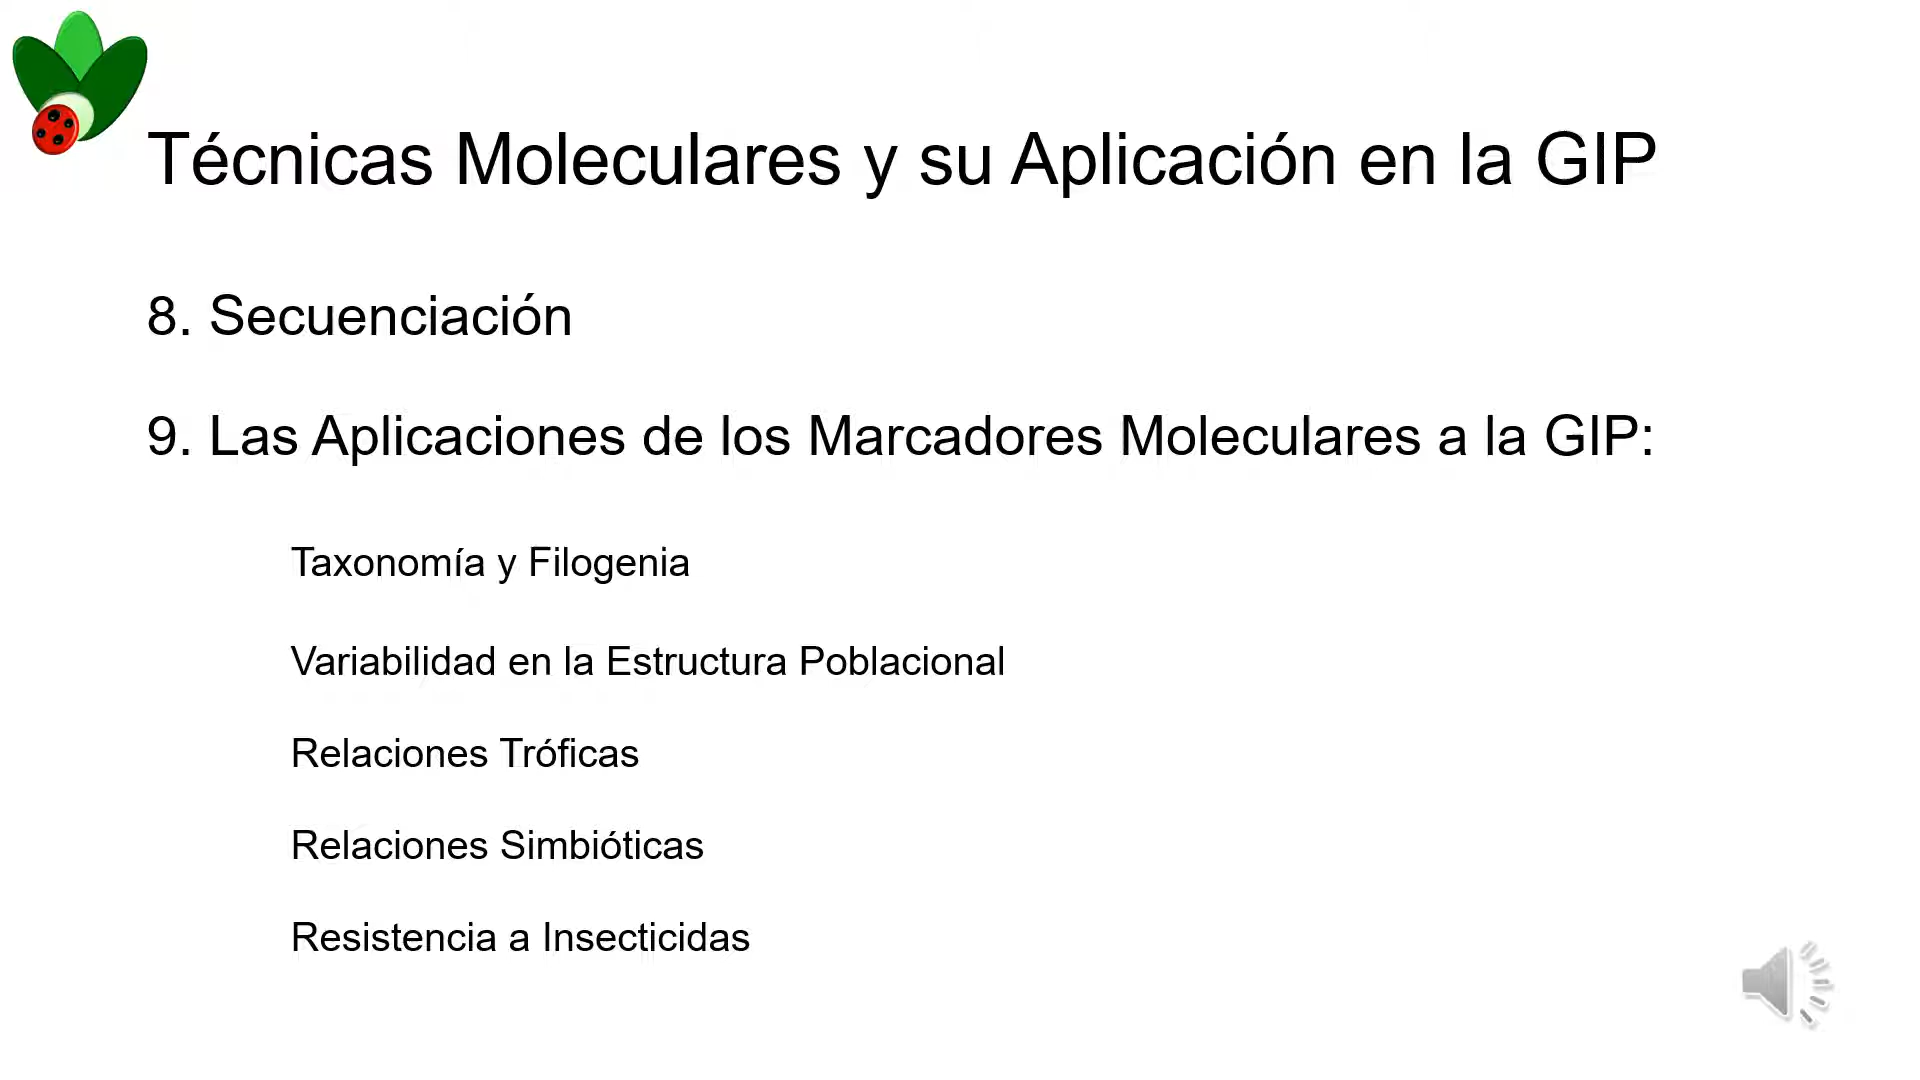 Técnicas Moleculares y su Aplicación en la GIP
8. Secuenciación
9. Las Aplicaciones de los Marcadores Moleculares a la GIP:
Taxonomía y Filogenia
Variabilidad en la Estructura Poblacional
Relaciones Tróficas
Relaciones Simbióticas
Resistencia a Insecticidas